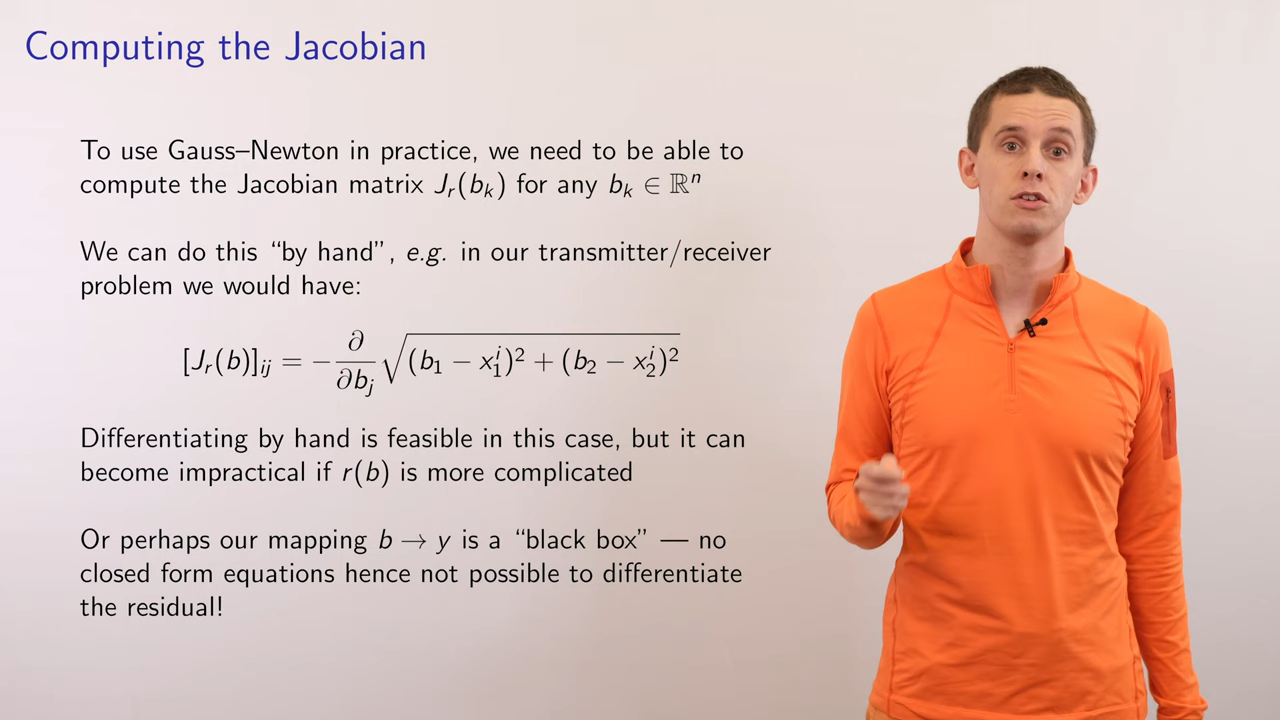 Computing the Jacobian
To use Gauss–Newton in practice, we need to be able to
compute the Jacobian matrix J_r(b_k) for any b_k ∈ ℝⁿ
We can do this “by hand”, e.g. in our transmitter/receiver
problem we would have:
[J_r(b)]_{ij} = −∂/∂b_j √((b_1 − x_1^i)^2 + (b_2 − x_2^i)^2)
Differentiating by hand is feasible in this case, but it can
become impractical if r(b) is more complicated
Or perhaps our mapping b → y is a “black box” — no
closed form equations hence not possible to differentiate
the residual!